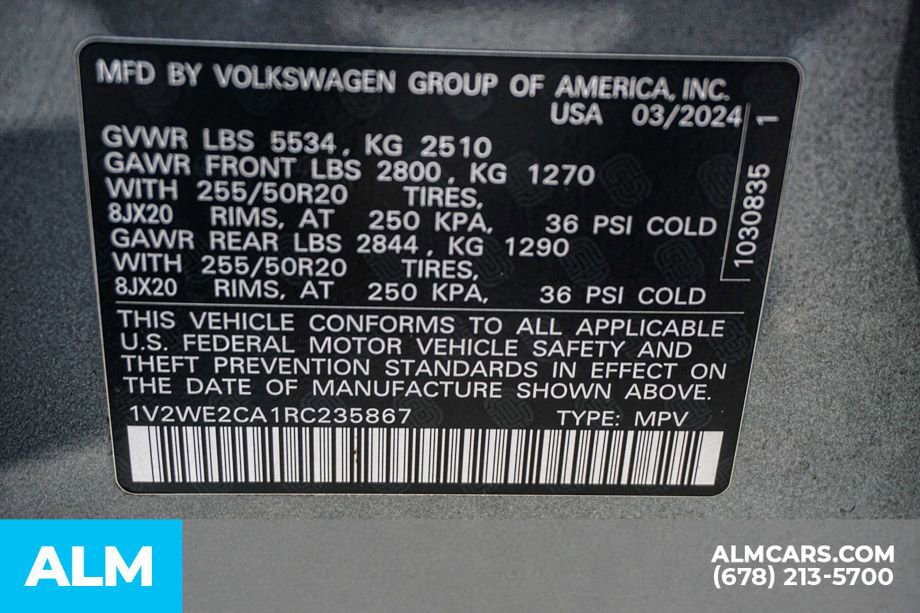 MFD BY VOLKSWAGEN GROUP OF AMERICA, INC.
USA 03/2024
GVWR LBS 5534, KG 2510
GAWR FRONT LBS 2800, KG 1270
WITH 255/50R20 TIRES,
8JX20 RIMS, AT 250 KPA, 36 PSI COLD
GAWR REAR LBS 2844, KG 1290
WITH 255/50R20 TIRES,
8JX20 RIMS, AT 250 KPA, 36 PSI COLD
1030835 1
THIS VEHICLE CONFORMS TO ALL APPLICABLE
U.S. FEDERAL MOTOR VEHICLE SAFETY AND
THEFT PREVENTION STANDARDS IN EFFECT ON
THE DATE OF MANUFACTURE SHOWN ABOVE.
1V2WE2CA1RC235867 TYPE: MPV
ALM
ALMCARS.COM
(678) 213-5700